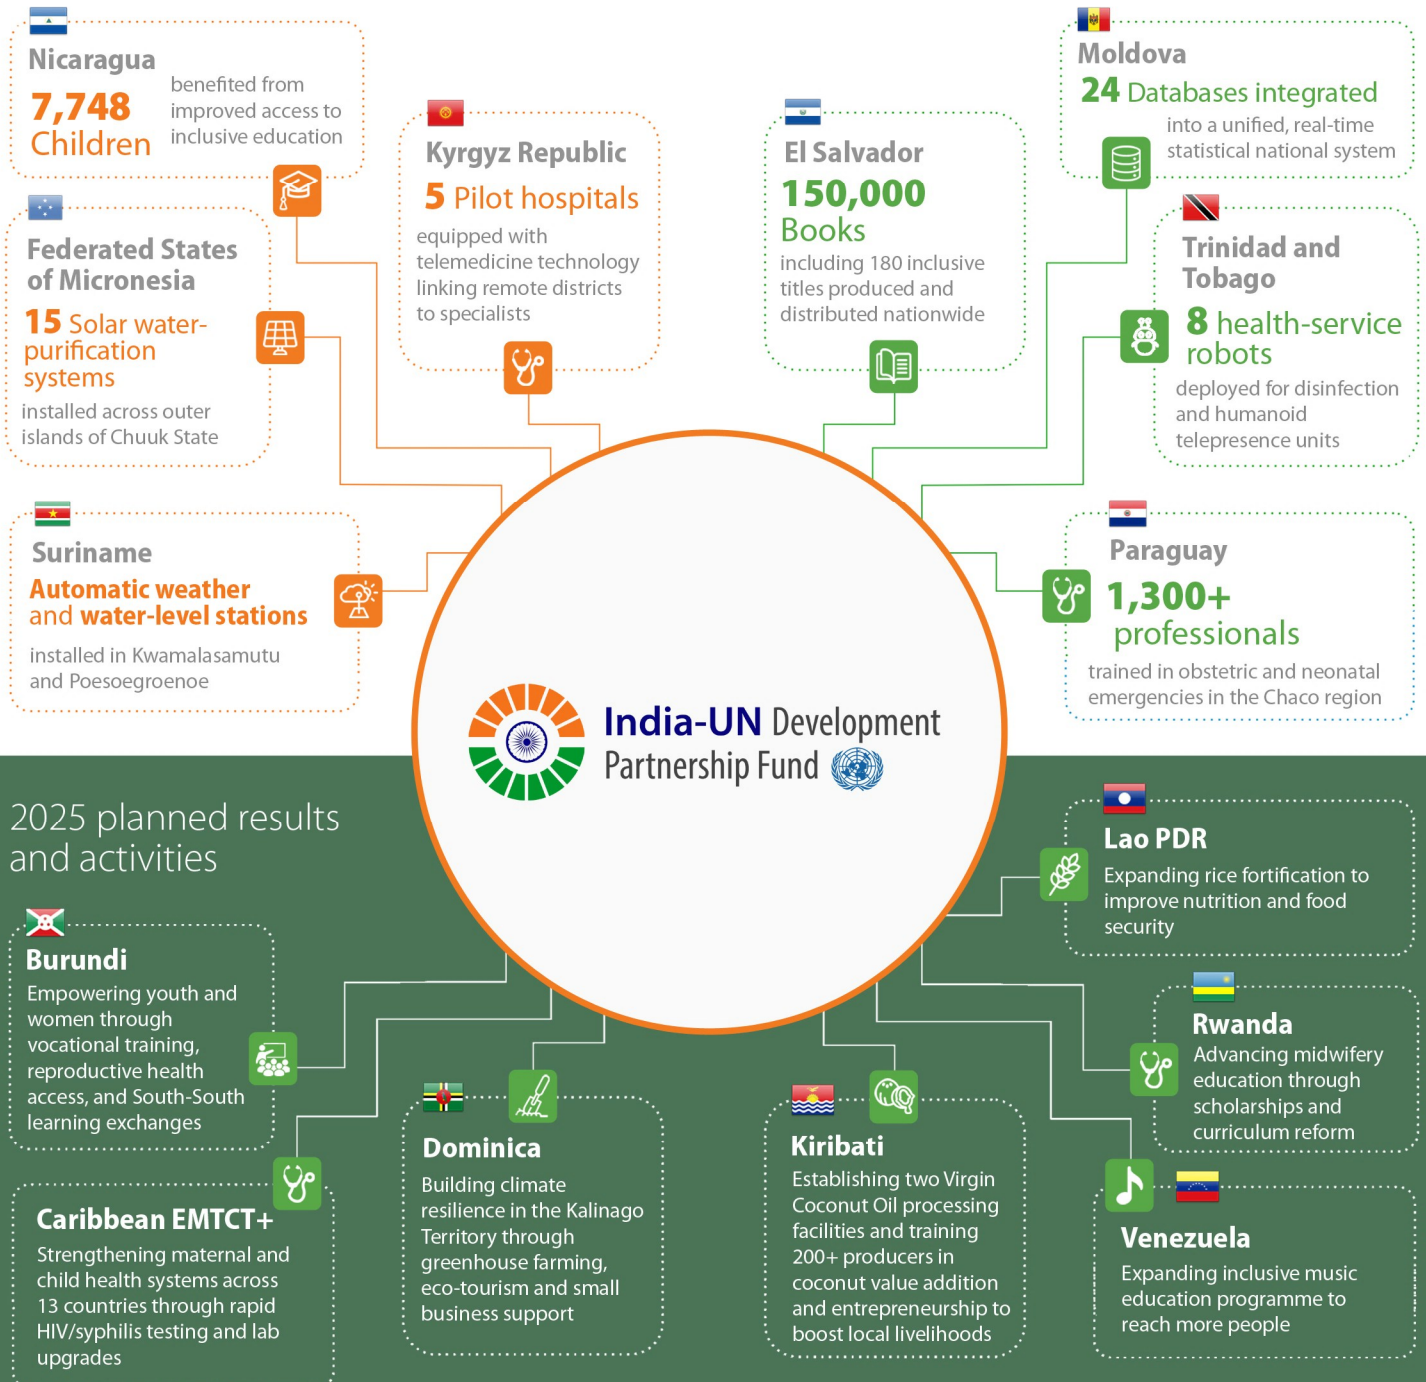 Nicaragua
7,748
Children
benefited from
improved access to
inclusive education
Federated States
of Micronesia
15 Solar water-
purification
systems
installed across outer
islands of Chuuk State
Kyrgyz Republic
5 Pilot hospitals
equipped with
telemedicine technology
linking remote districts
to specialists
El Salvador
150,000
Books
including 180 inclusive
titles produced and
distributed nationwide
Moldova
24 Databases integrated
into a unified, real-time
statistical national system
Trinidad and
Tobago
8 health-service
robots
deployed for disinfection
and humanoid
telepresence units
Suriname
Automatic weather
and water-level stations
installed in Kwamalasamutu
and Poesoegroenoe
Paraguay
1,300+
professionals
trained in obstetric and neonatal
emergencies in the Chaco region
India-UN Development
Partnership Fund
2025 planned results
and activities
Burundi
Empowering youth and
women through
vocational training,
reproductive health
access, and South-South
learning exchanges
Caribbean EMTCT+
Strengthening maternal and
child health systems across
13 countries through rapid
HIV/syphilis testing and lab
upgrades
Dominica
Building climate
resilience in the Kalinago
Territory through
greenhouse farming,
eco-tourism and small
business support
Kiribati
Establishing two Virgin
Coconut Oil processing
facilities and training
200+ producers in
coconut value addition
and entrepreneurship to
boost local livelihoods
Lao PDR
Expanding rice fortification to
improve nutrition and food
security
Rwanda
Advancing midwifery
education through
scholarships and
curriculum reform
Venezuela
Expanding inclusive music
education programme to
reach more people